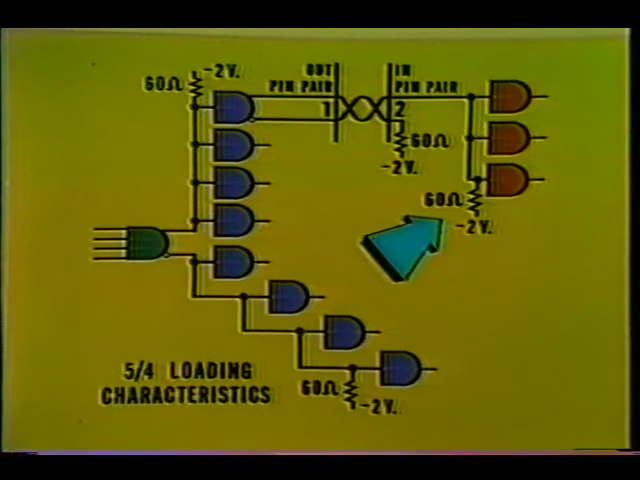 -2V.
60Ω
OUT
PIN PAIR
1
IN
PIN PAIR
2
60Ω
-2V.
60Ω
-2V.
5/4 LOADING
CHARACTERISTICS
60Ω
-2V.